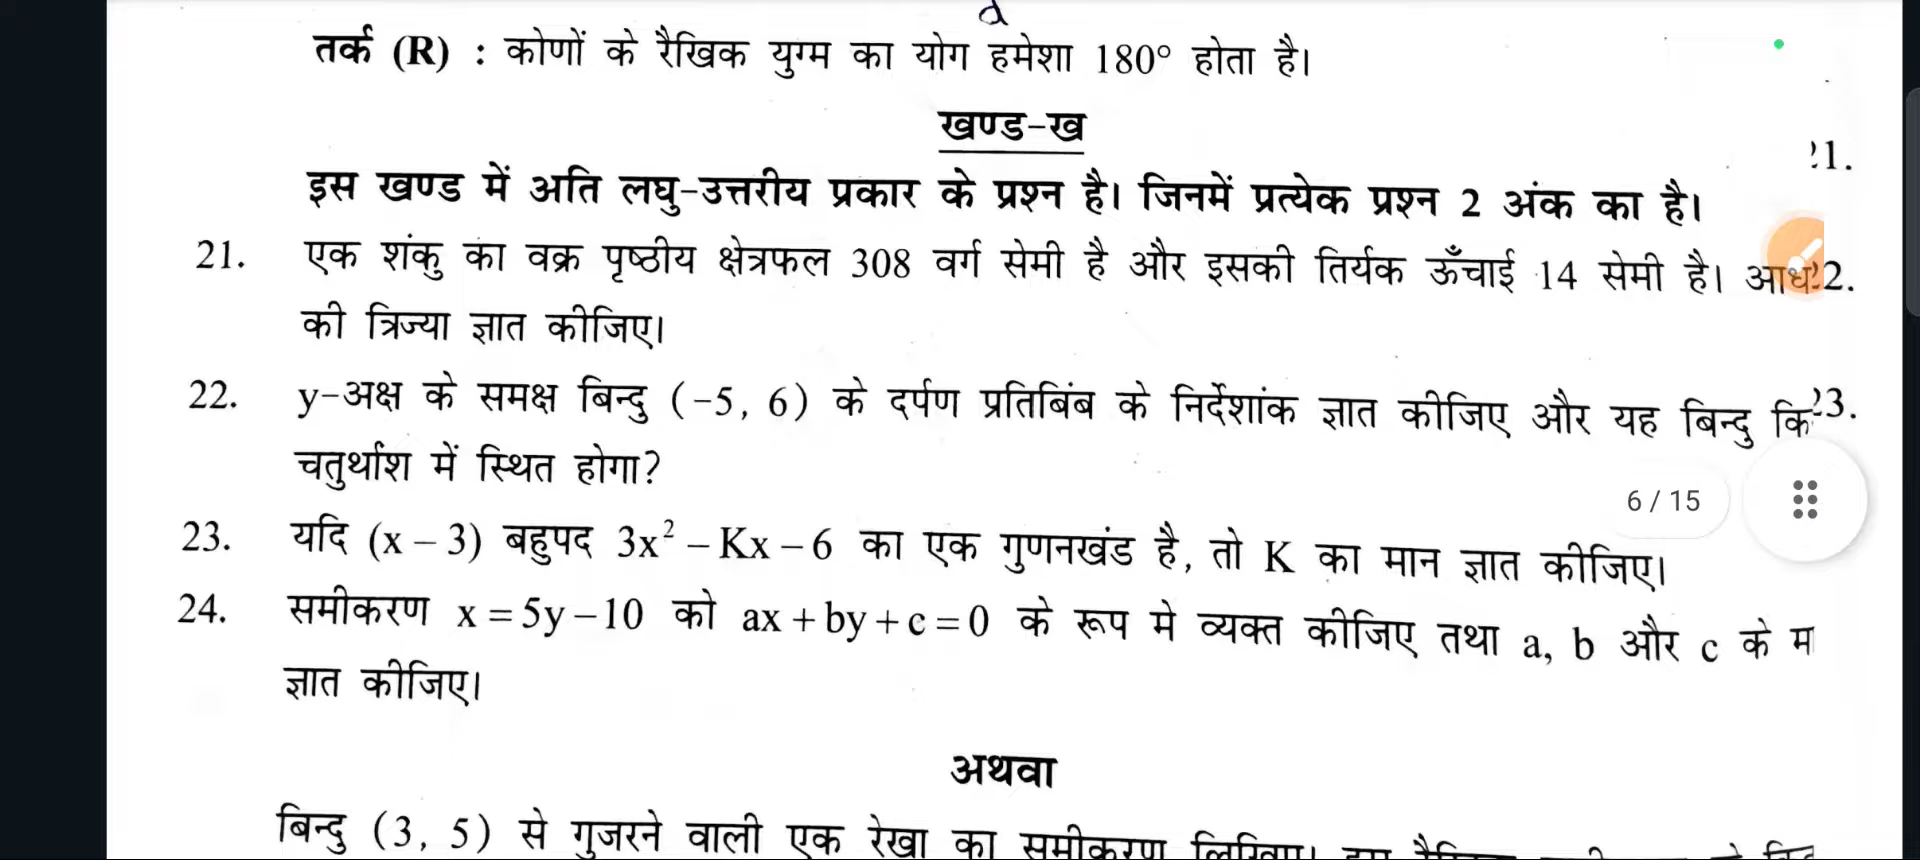 d
तर्क (R) : कोणों के रैखिक युग्म का योग हमेशा 180° होता है।
खण्ड-ख
21.
इस खण्ड में अति लघु-उत्तरीय प्रकार के प्रश्न है। जिनमें प्रत्येक प्रश्न 2 अंक का है।
21. एक शंकु का वक्र पृष्ठीय क्षेत्रफल 308 वर्ग सेमी है और इसकी तिर्यक ऊँचाई 14 सेमी है। आध 22.
की त्रिज्या ज्ञात कीजिए।
22. y-अक्ष के समक्ष बिन्दु (-5, 6) के दर्पण प्रतिबिंब के निर्देशांक ज्ञात कीजिए और यह बिन्दु कि 23.
चतुर्थांश में स्थित होगा?
6 / 15
23. यदि (x – 3) बहुपद 3x² – Kx – 6 का एक गुणनखंड है, तो K का मान ज्ञात कीजिए।
24. समीकरण x = 5y – 10 को ax + by + c = 0 के रूप मे व्यक्त कीजिए तथा a, b और c के म
ज्ञात कीजिए।
अथवा
बिन्दु (3, 5) से गुजरने वाली एक रेखा का समीकरण लिखिए।